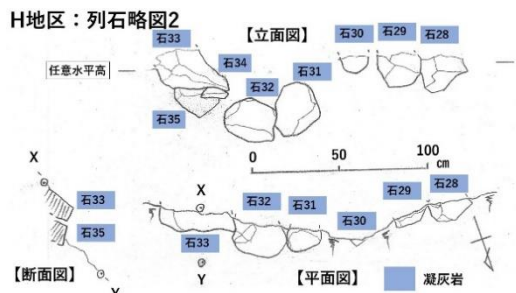 H地区：列石略図2
【立面図】
石33
石30
石29
石28
石34
石31
石32
任意水平高
石35
0
50
100
cm
X
X
石33
石32
石31
石29
石28
石30
石35
石33
Y
Y
【断面図】
【平面図】
凝灰岩